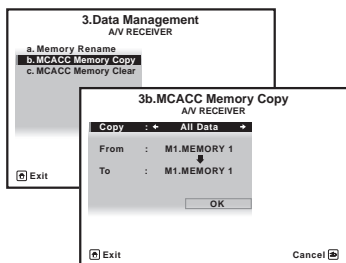 3.Data Management
A/V RECEIVER
a. Memory Rename
b. MCACC Memory Copy
c. MCACC Memory Clear
Exit
3b.MCACC Memory Copy
A/V RECEIVER
Copy : All Data
From : M1.MEMORY 1
To : M1.MEMORY 1
OK
Exit
Cancel